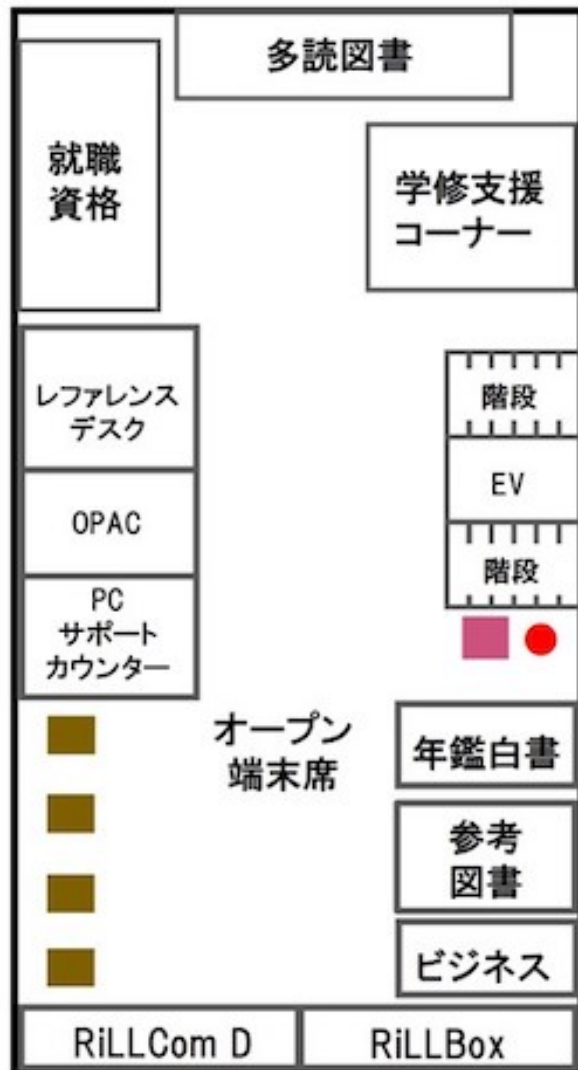 多読図書
就職
資格
学修支援
コーナー
レファレンス
デスク
階段
OPAC
EV
PC
サポート
カウンター
階段
オープン
端末席
年鑑白書
参考
図書
ビジネス
RiLLCom D
RiLLBox